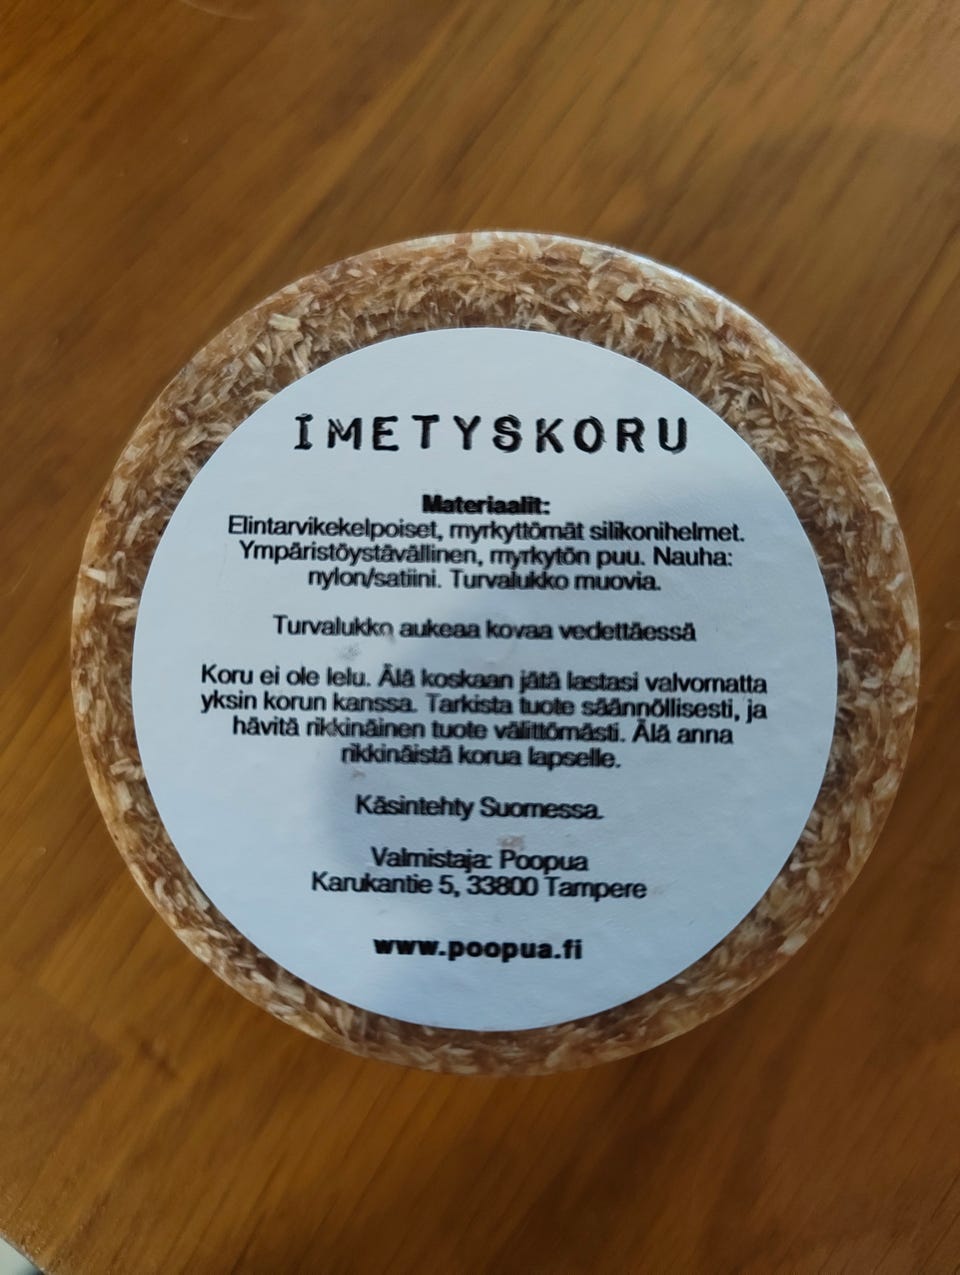 IMETYSKORU
Materiaalit:
Elintarvikekelpoiset, myrkyttömät silikonihelmet.
Ympäristöystävällinen, myrkytön puu. Nauha:
nylon/satiini. Turvalukko muovia.
Turvalukko aukeaa kovaa vedettäessä
Koru ei ole lelu. Älä koskaan jätä lastasi valvomatta
yksin korun kanssa. Tarkista tuote säännöllisesti, ja
hävitä rikkinäinen tuote välittömästi. Älä anna
rikkinäistä korua lapselle.
Käsintehty Suomessa.
Valmistaja: Poopua
Karukantie 5, 33800 Tampere
www.poopua.fi